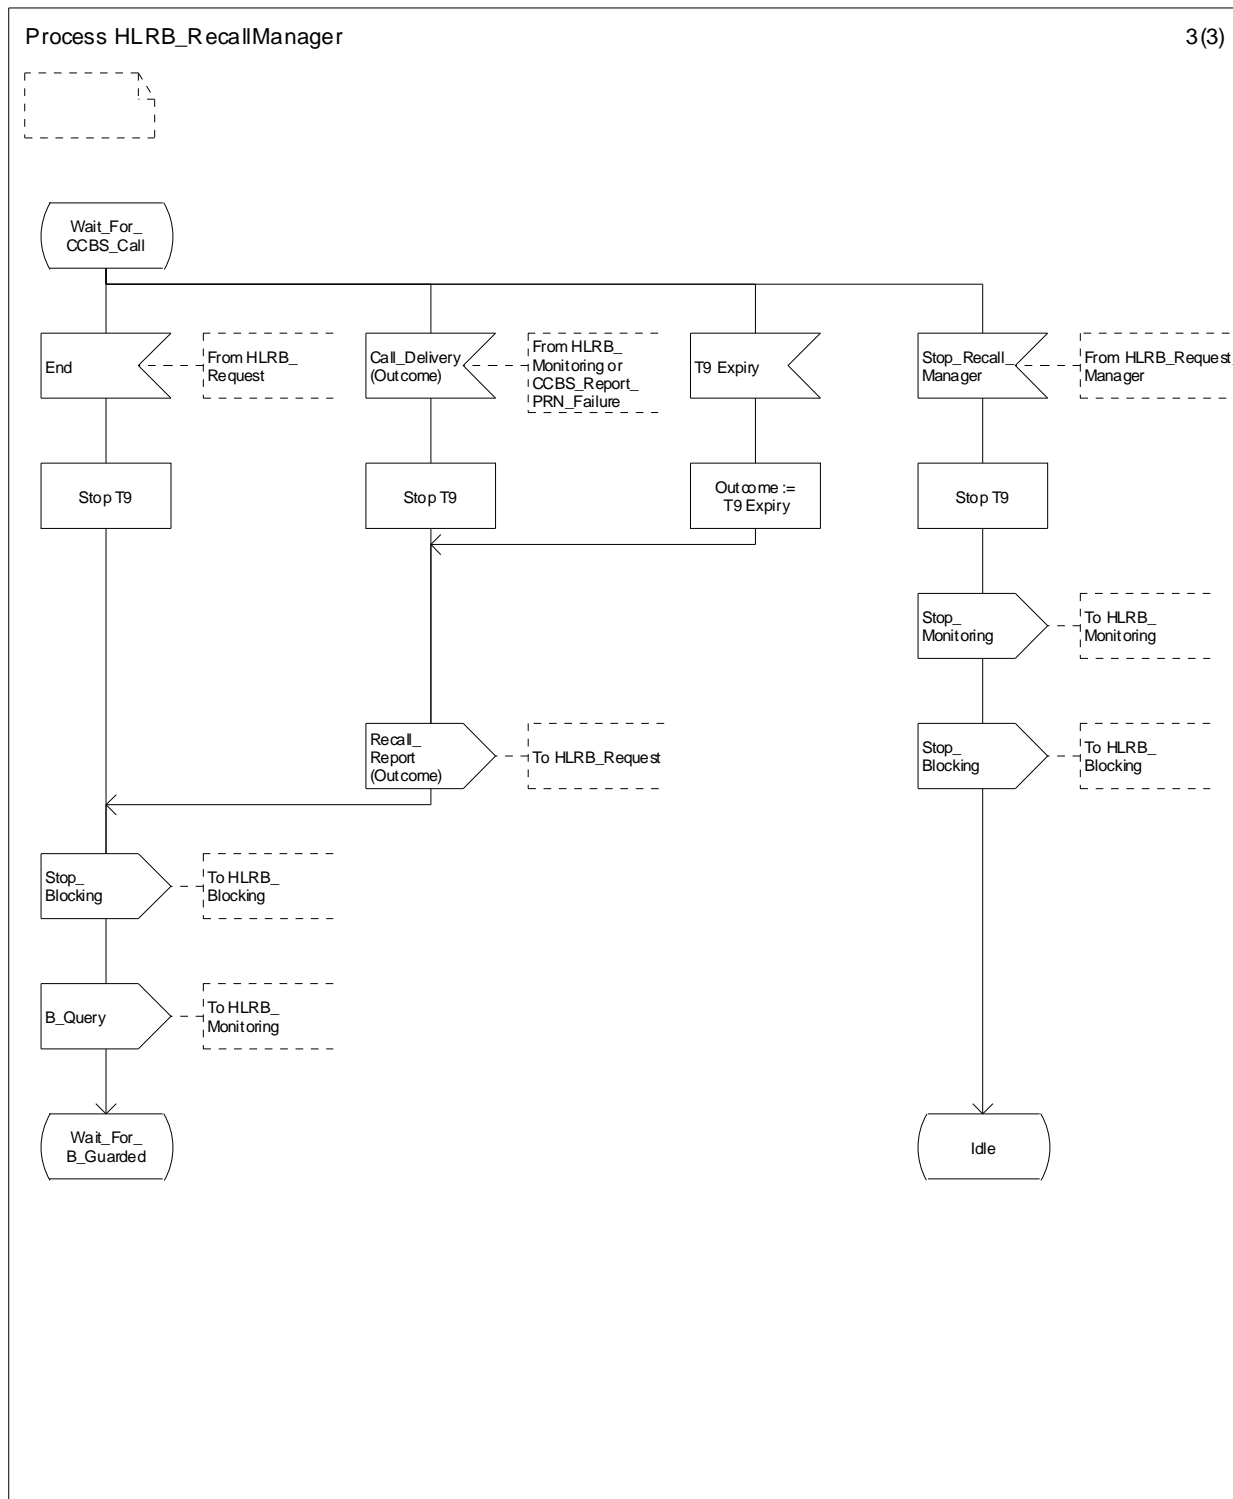 Process HLRB_RecallManager
3(3)
Wait_For_
CCBS_Call
End
From HLRB_
Request
Call_Delivery
(Outcome)
From HLRB_
Monitoring or
CCBS_Report_
PRN_Failure
T9 Expiry
Stop_Recall_
Manager
From HLRB_Request_
Manager
Stop T9
Stop T9
Outcome :=
T9 Expiry
Stop T9
Stop_
Monitoring
To HLRB_
Monitoring
Recall_
Report
(Outcome)
To HLRB_Request
Stop_
Blocking
To HLRB_
Blocking
Stop_
Blocking
To HLRB_
Blocking
B_Query
To HLRB_
Monitoring
Wait_For_
B_Guarded
Idle